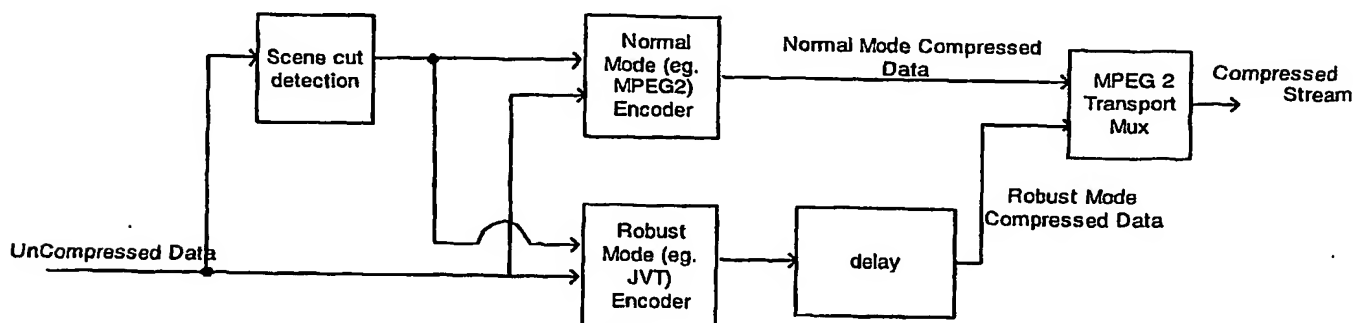 Scene cut
detection
Normal
Mode (eg.
MPEG2)
Encoder
Normal Mode Compressed
Data
MPEG 2
Transport
Mux
Compressed
Stream
UnCompressed Data
Robust
Mode (eg.
JVT)
Encoder
delay
Robust Mode
Compressed Data